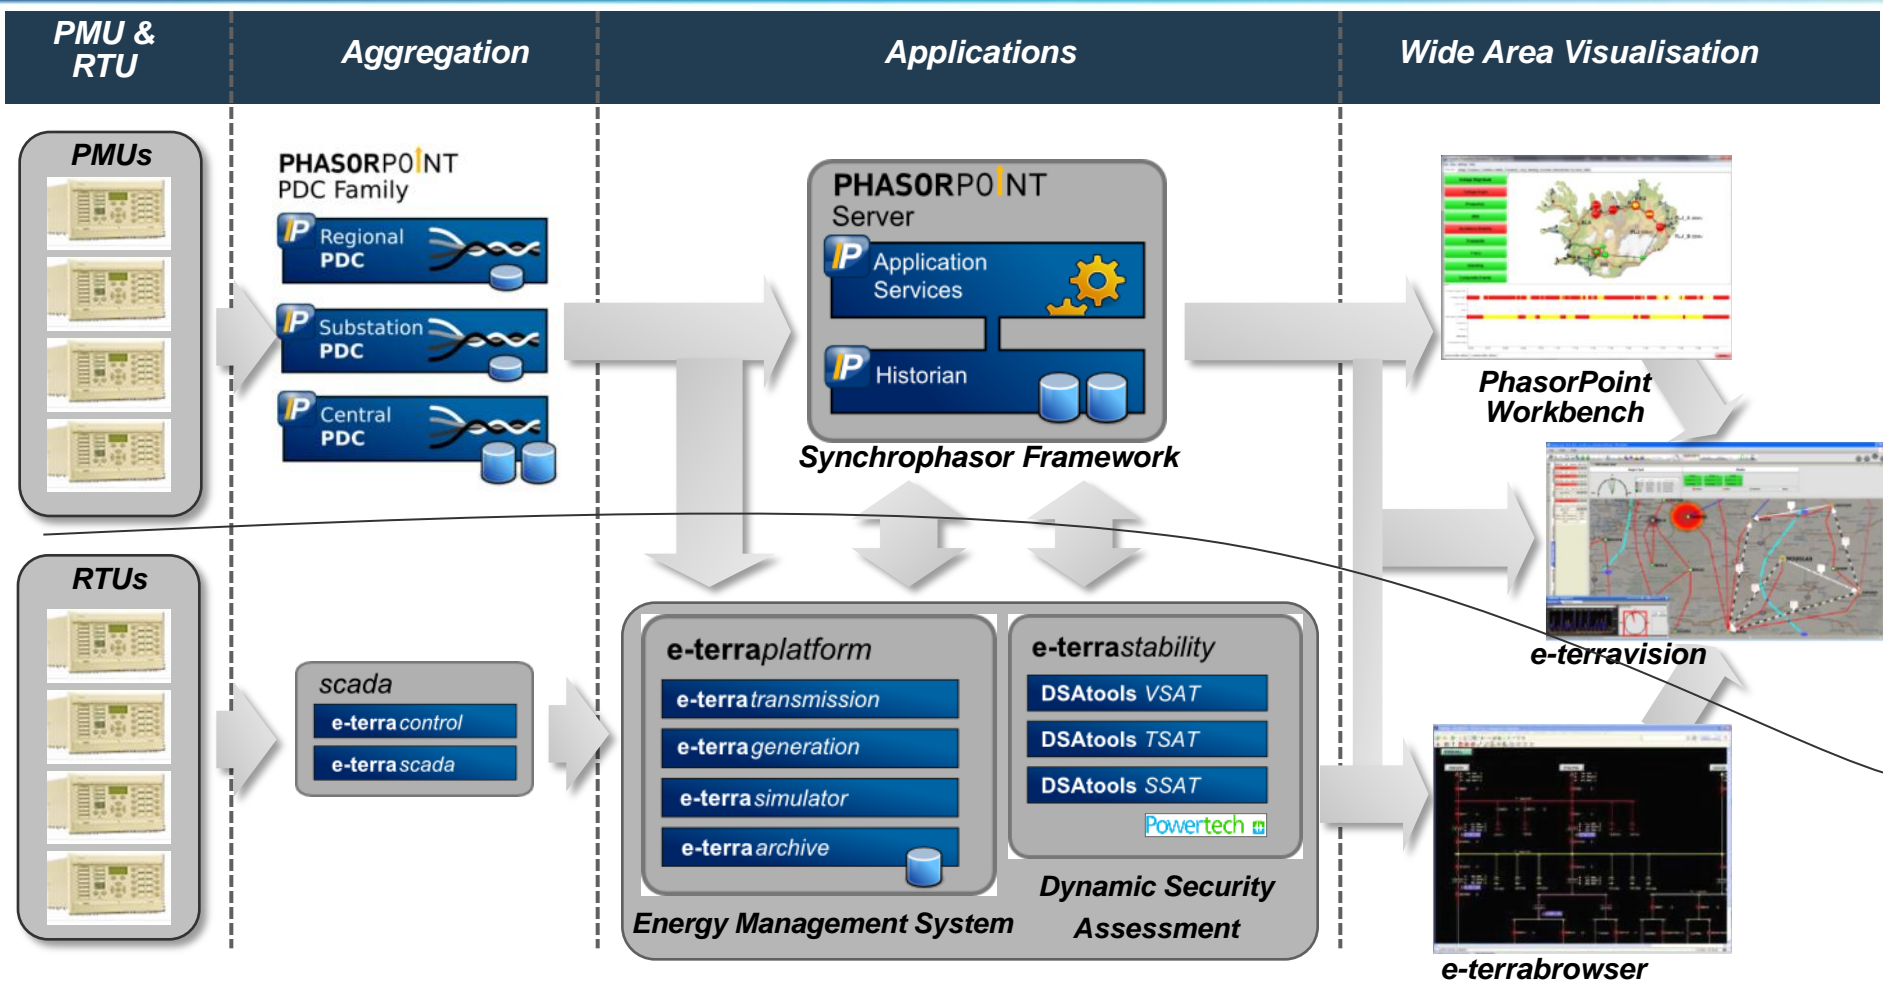 PMU &
RTU
Aggregation
Applications
Wide Area Visualisation
PMUs
PHASORPOINT
PDC Family
Regional
PDC
Substation
PDC
Central
PDC
PHASORPOINT
Server
Application
Services
Historian
Synchrophasor Framework
PhasorPoint
Workbench
e-terravision
RTUs
scada
e-terracontrol
e-terrascada
e-terraplatform
e-terratransmission
e-terrageneration
e-terrasimulator
e-terraarchive
Energy Management System
e-terrastability
DSAtools VSAT
DSAtools TSAT
DSAtools SSAT
Powertech
Dynamic Security
Assessment
e-terrabrowser